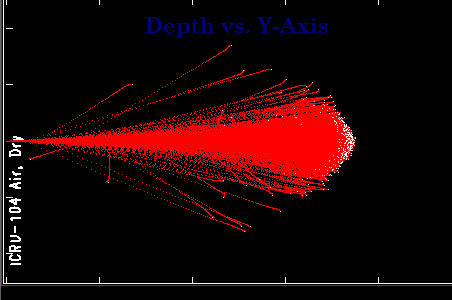 Depth vs. Y-Axis
ICRU-104 Air, Dry